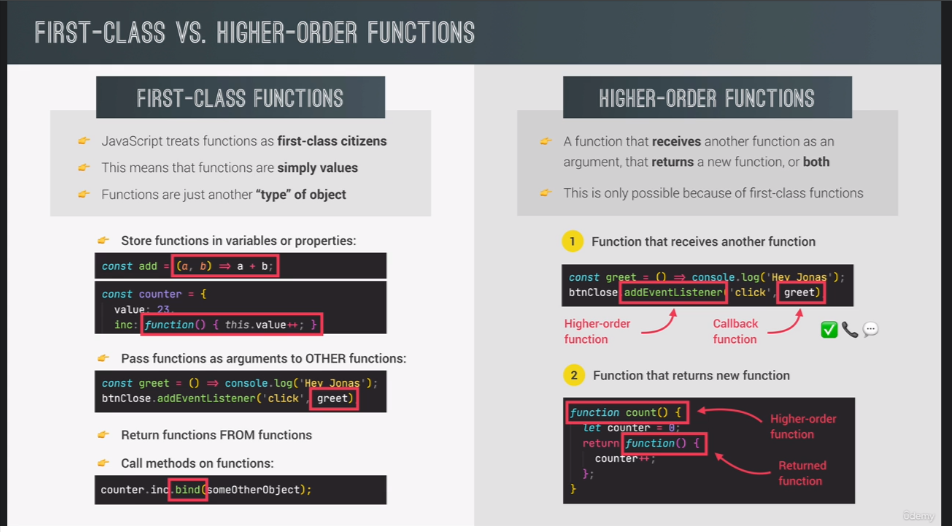 FIRST-CLASS VS. HIGHER-ORDER FUNCTIONS
FIRST-CLASS FUNCTIONS
👉 JavaScript treats functions as first-class citizens
👉 This means that functions are simply values
👉 Functions are just another “type” of object
👉 Store functions in variables or properties:
const add = (a, b) => a + b;
const counter = {
value: 23,
inc: function() { this.value++; }
👉 Pass functions as arguments to OTHER functions:
const greet = () => console.log('Hey Jonas');
btnClose.addEventListener('click', greet)
👉 Return functions FROM functions
👉 Call methods on functions:
counter.inc.bind(someOtherObject);
HIGHER-ORDER FUNCTIONS
👉 A function that receives another function as an
argument, that returns a new function, or both
👉 This is only possible because of first-class functions
1 Function that receives another function
const greet = () => console.log('Hey Jonas');
btnClose.addEventListener('click', greet)
Higher-order
function
Callback
function
✅ 📞 💬
2 Function that returns new function
function count() {
let counter = 0;
return function() {
counter++;
};
}
Higher-order
function
Returned
function
ûdemy